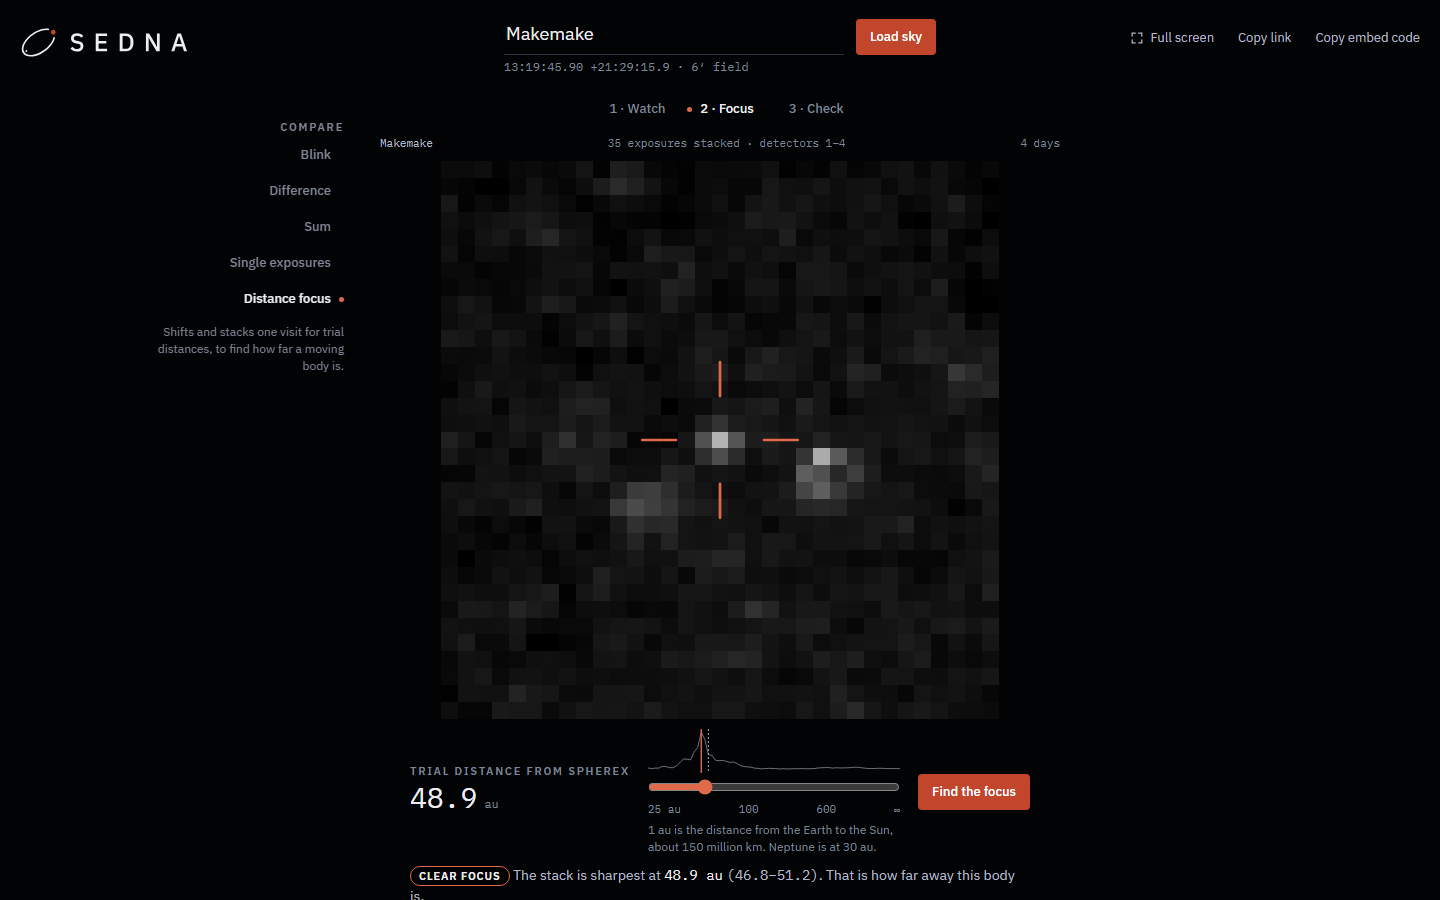 SEDNA
Makemake
Load sky
Full screen
Copy link
Copy embed code
13:19:45.90 +21:29:15.9 · 6′ field
1 · Watch
2 · Focus
3 · Check
COMPARE
Blink
Difference
Sum
Single exposures
Distance focus
Shifts and stacks one visit for trial
distances, to find how far a moving
body is.
Makemake
35 exposures stacked · detectors 1–4
4 days
TRIAL DISTANCE FROM SPHEREX
48.9 au
25 au
100
600
∞
1 au is the distance from the Earth to the Sun,
about 150 million km. Neptune is at 30 au.
Find the focus
CLEAR FOCUS The stack is sharpest at 48.9 au (46.8–51.2). That is how far away this body
is.